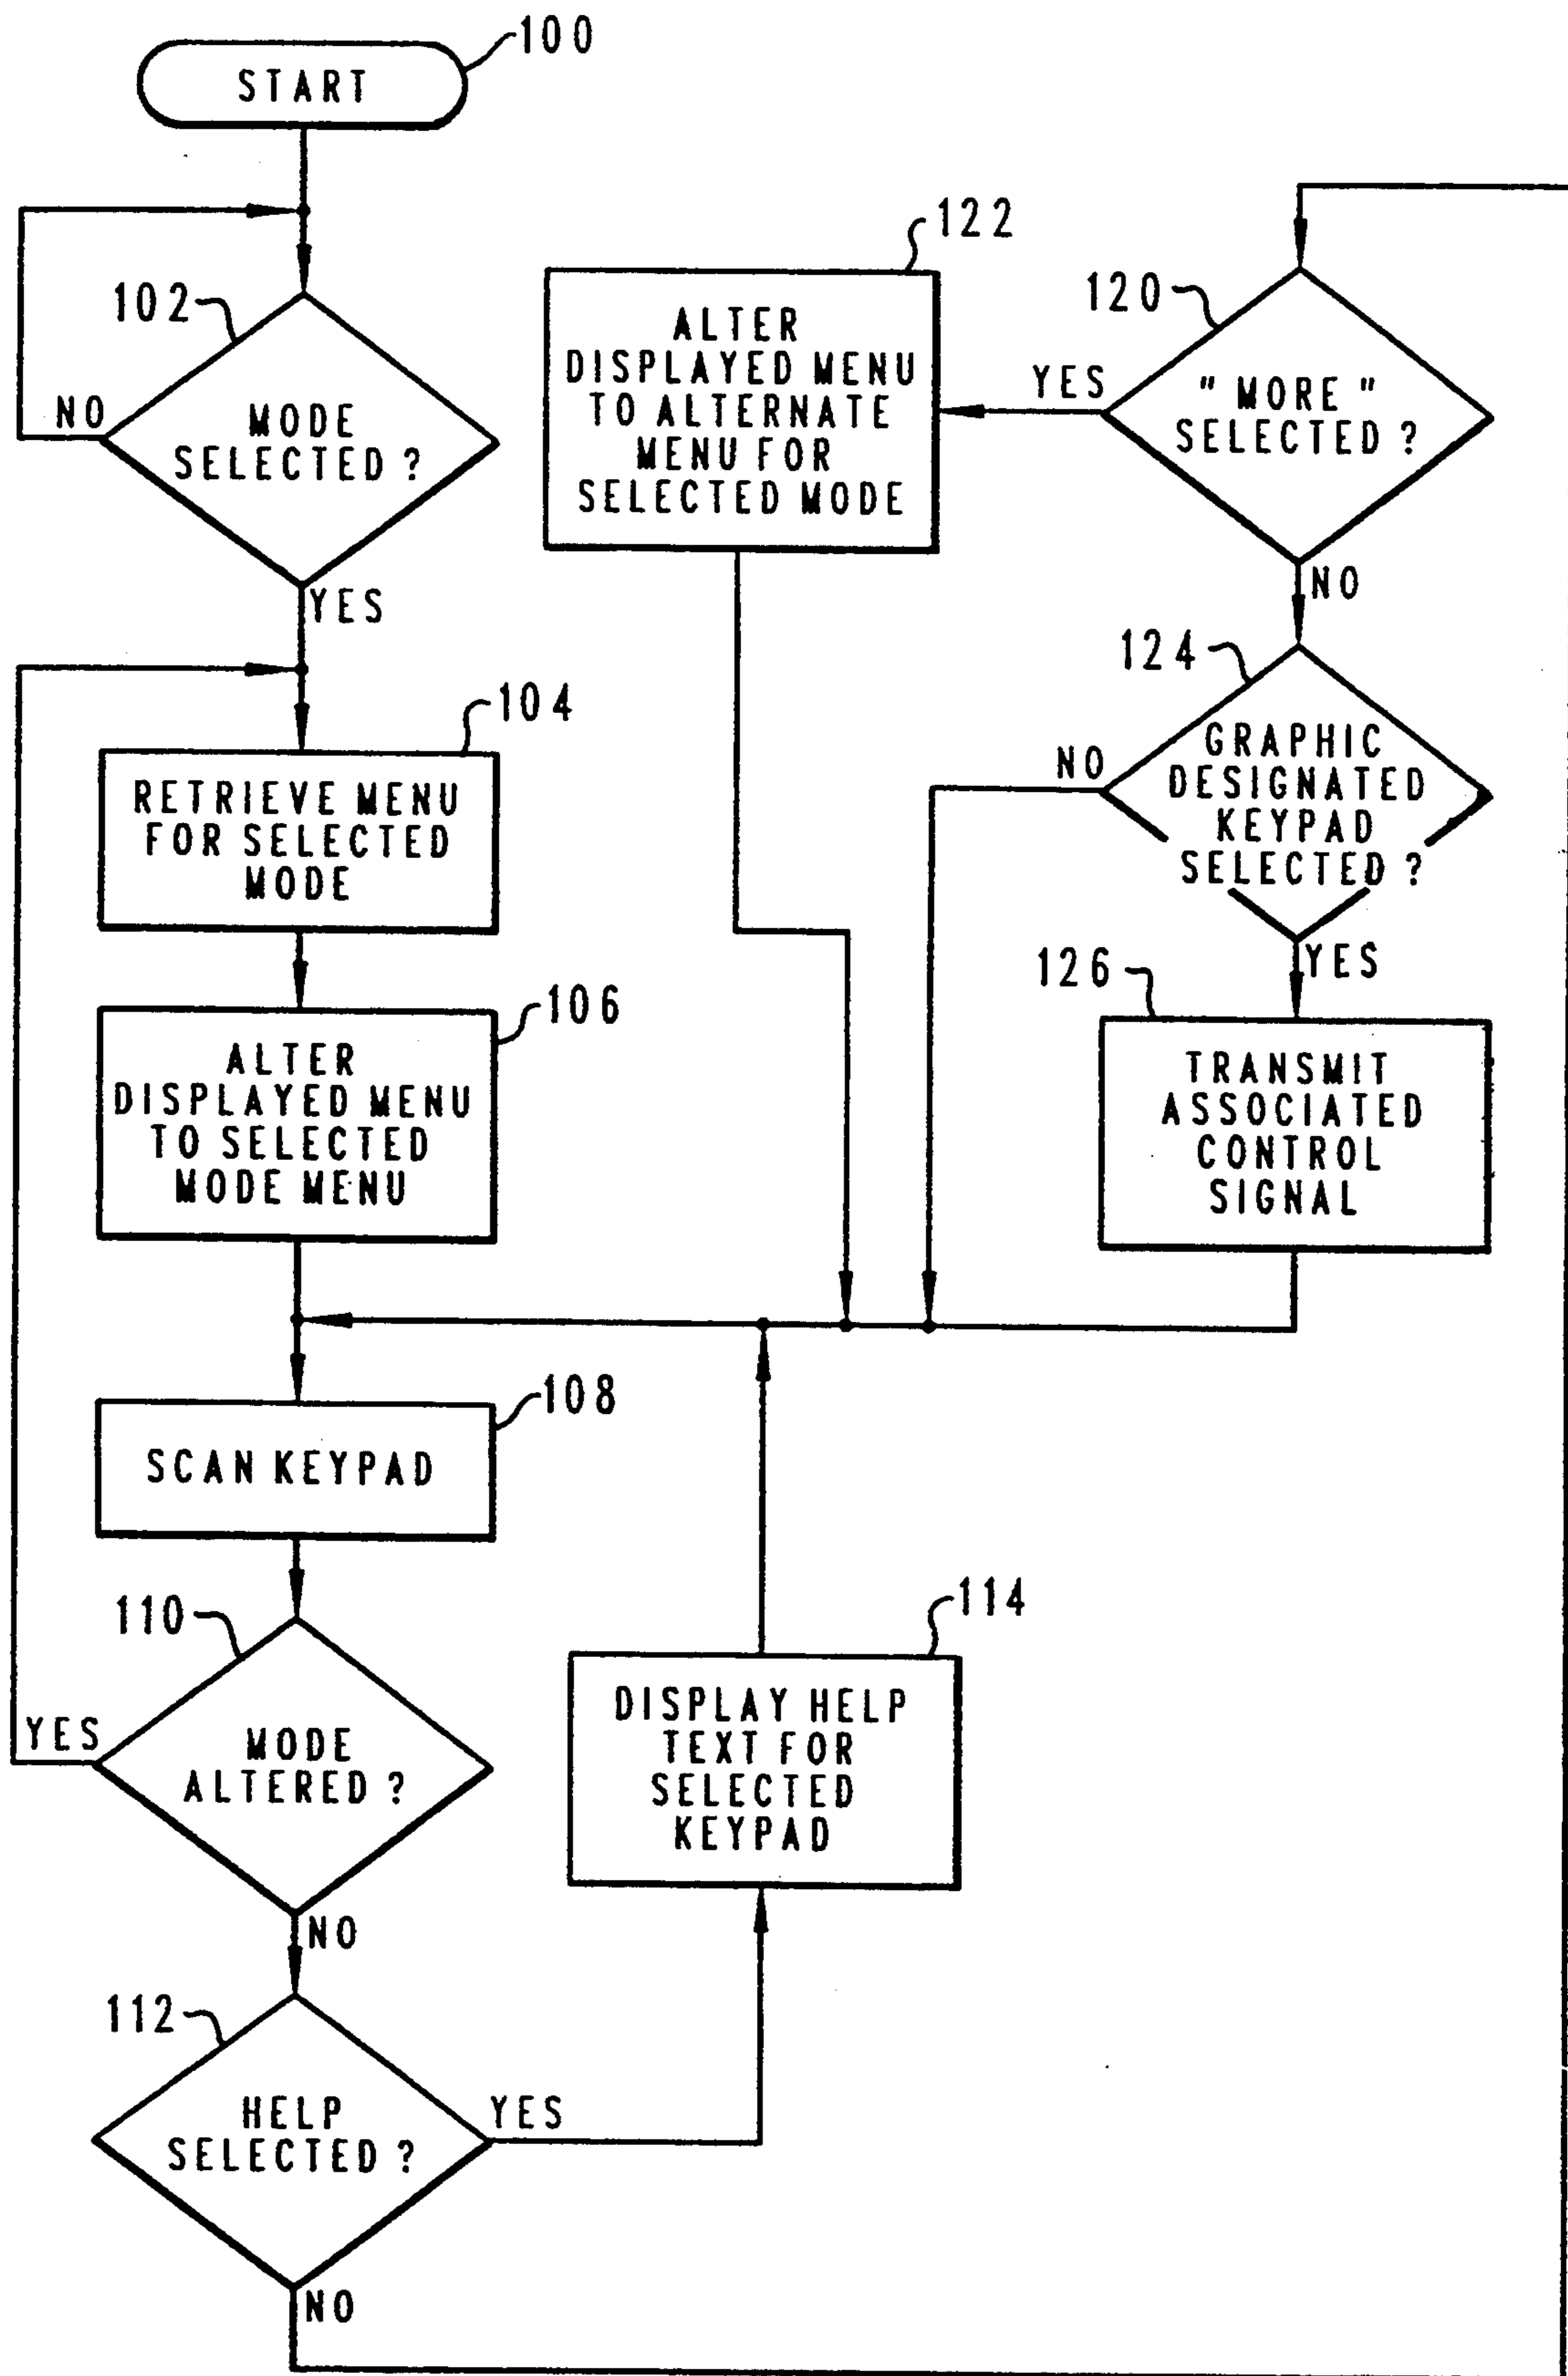 100
START
102
MODE
SELECTED ?
NO
YES
104
RETRIEVE MENU
FOR SELECTED
MODE
106
ALTER
DISPLAYED MENU
TO SELECTED
MODE MENU
108
SCAN KEYPAD
110
YES
MODE
ALTERED ?
NO
112
HELP
SELECTED ?
YES
NO
114
DISPLAY HELP
TEXT FOR
SELECTED
KEYPAD
122
ALTER
DISPLAYED MENU
TO ALTERNATE
MENU FOR
SELECTED MODE
120
YES
" MORE "
SELECTED ?
NO
124
NO
GRAPHIC
DESIGNATED
KEYPAD
SELECTED ?
YES
126
TRANSMIT
ASSOCIATED
CONTROL
SIGNAL